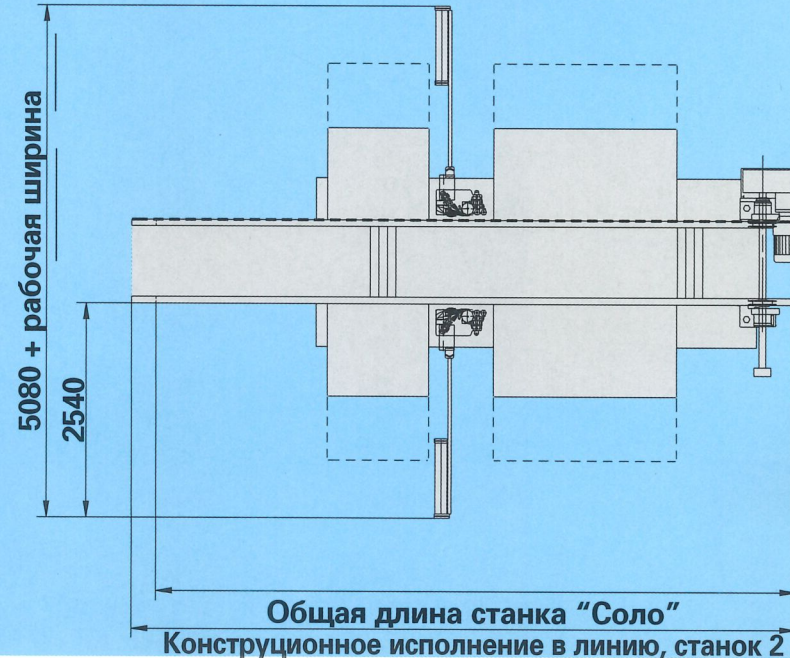 5080 + рабочая ширина
2540
Общая длина станка “Соло”
Конструционное исполнение в линию, станок 2